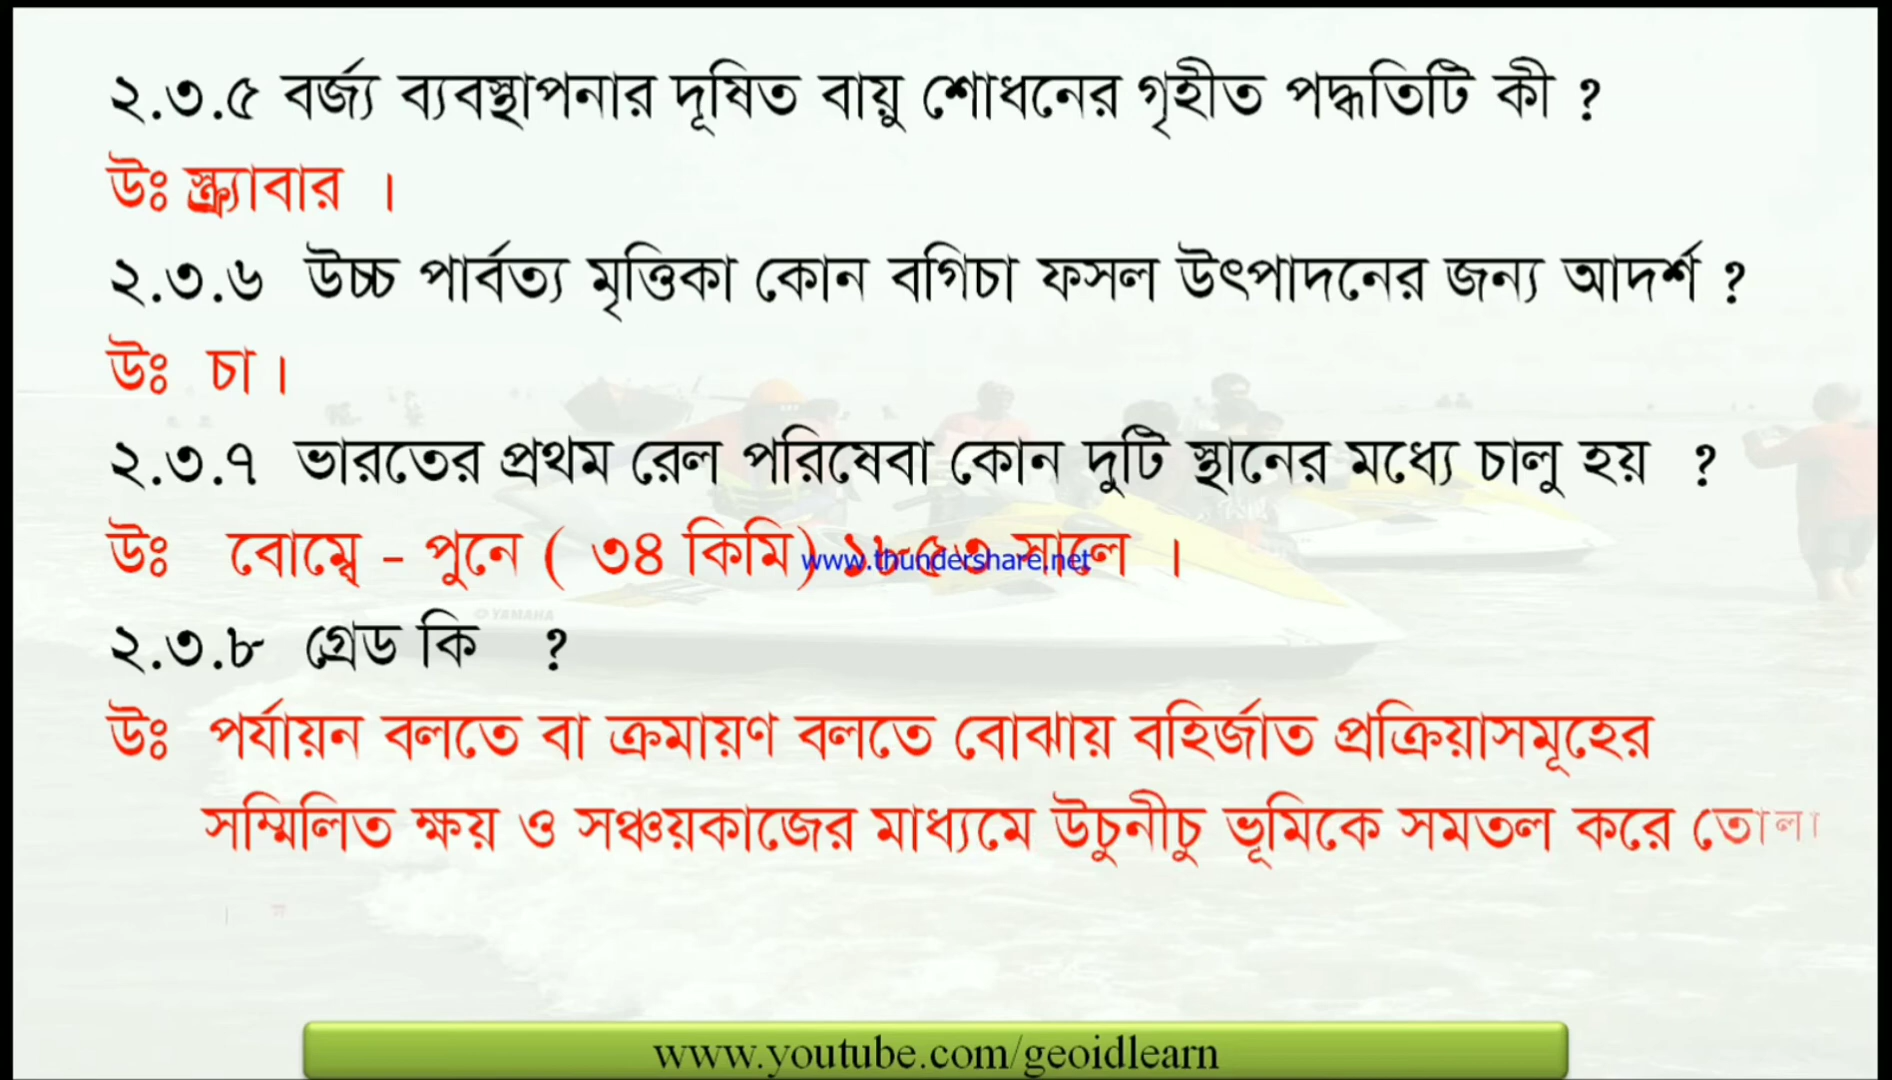 ২.৩.৫ বর্জ্য ব্যবস্থাপনার দূষিত বায়ু শোধনের গৃহীত পদ্ধতিটি কী ?
উঃ স্ক্র্যাবার ।
২.৩.৬ উচ্চ পার্বত্য মৃত্তিকা কোন বগিচা ফসল উৎপাদনের জন্য আদর্শ ?
উঃ চা।
২.৩.৭ ভারতের প্রথম রেল পরিষেবা কোন দুটি স্থানের মধ্যে চালু হয় ?
উঃ বোম্বে - পুনে ( ৩৪ কিমি) ১৮৫৩ সালে ।
www.thundershare.net
YAMAHA
২.৩.৮ গ্রেড কি ?
উঃ পর্যায়ন বলতে বা ক্রমায়ণ বলতে বোঝায় বহির্জাত প্রক্রিয়াসমূহের
সম্মিলিত ক্ষয় ও সঞ্চয়কাজের মাধ্যমে উচুনীচু ভূমিকে সমতল করে তোলা
www.youtube.com/geoidlearn